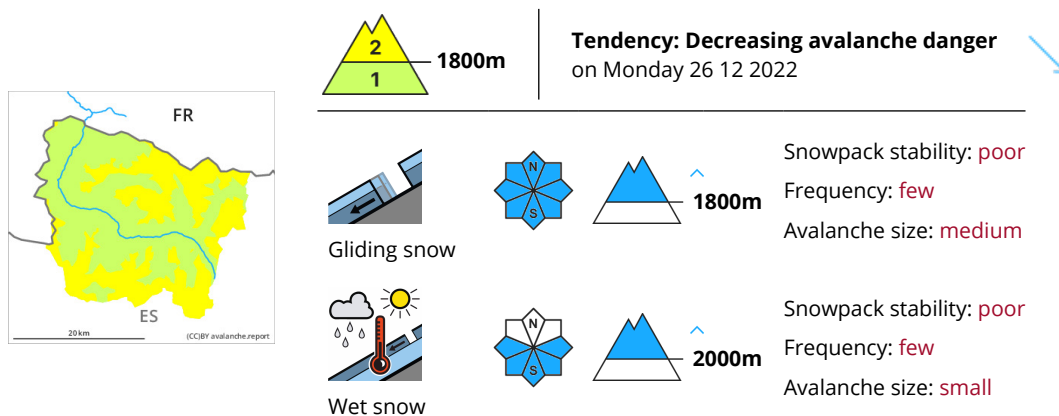 2
1
1800m
Tendency: Decreasing avalanche danger
on Monday 26 12 2022
FR
ES
20 km
(CC)BY avalanche.report
N
S
1800m
Snowpack stability: poor
Frequency: few
Avalanche size: medium
Gliding snow
N
S
2000m
Snowpack stability: poor
Frequency: few
Avalanche size: small
Wet snow